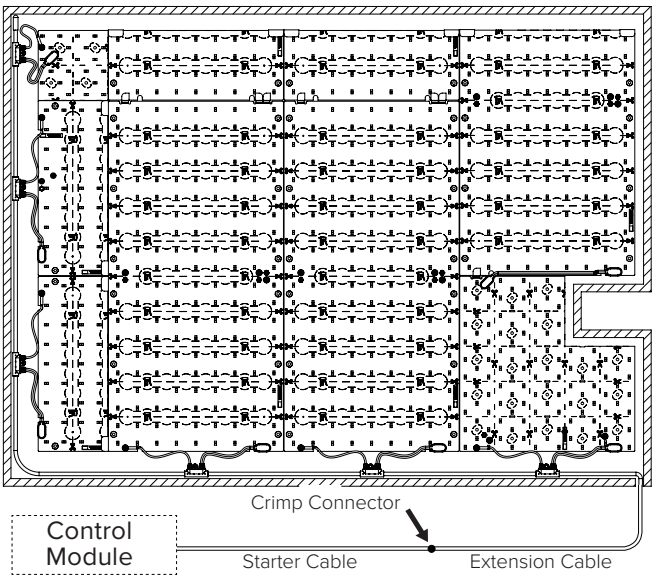 Crimp Connector
Control
Module
Starter Cable
Extension Cable